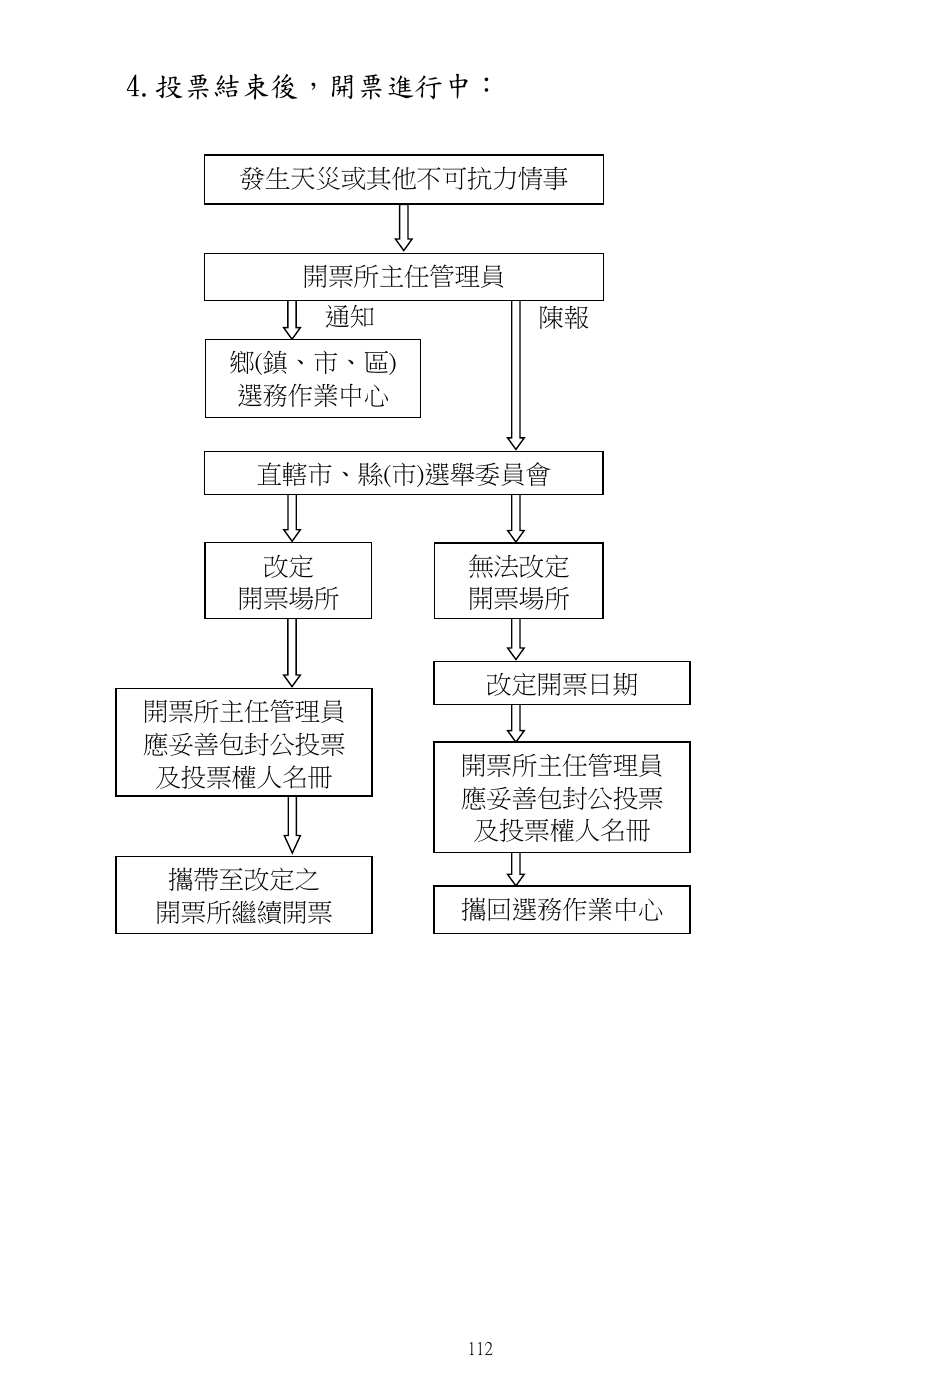 4.投票結束後，開票進行中：
發生天災或其他不可抗力情事
開票所主任管理員
通知
陳報
鄉(鎮、市、區)
選務作業中心
直轄市、縣(市)選舉委員會
改定
開票場所
無法改定
開票場所
改定開票日期
開票所主任管理員
應妥善包封公投票
及投票權人名冊
開票所主任管理員
應妥善包封公投票
及投票權人名冊
攜帶至改定之
開票所繼續開票
攜回選務作業中心
112